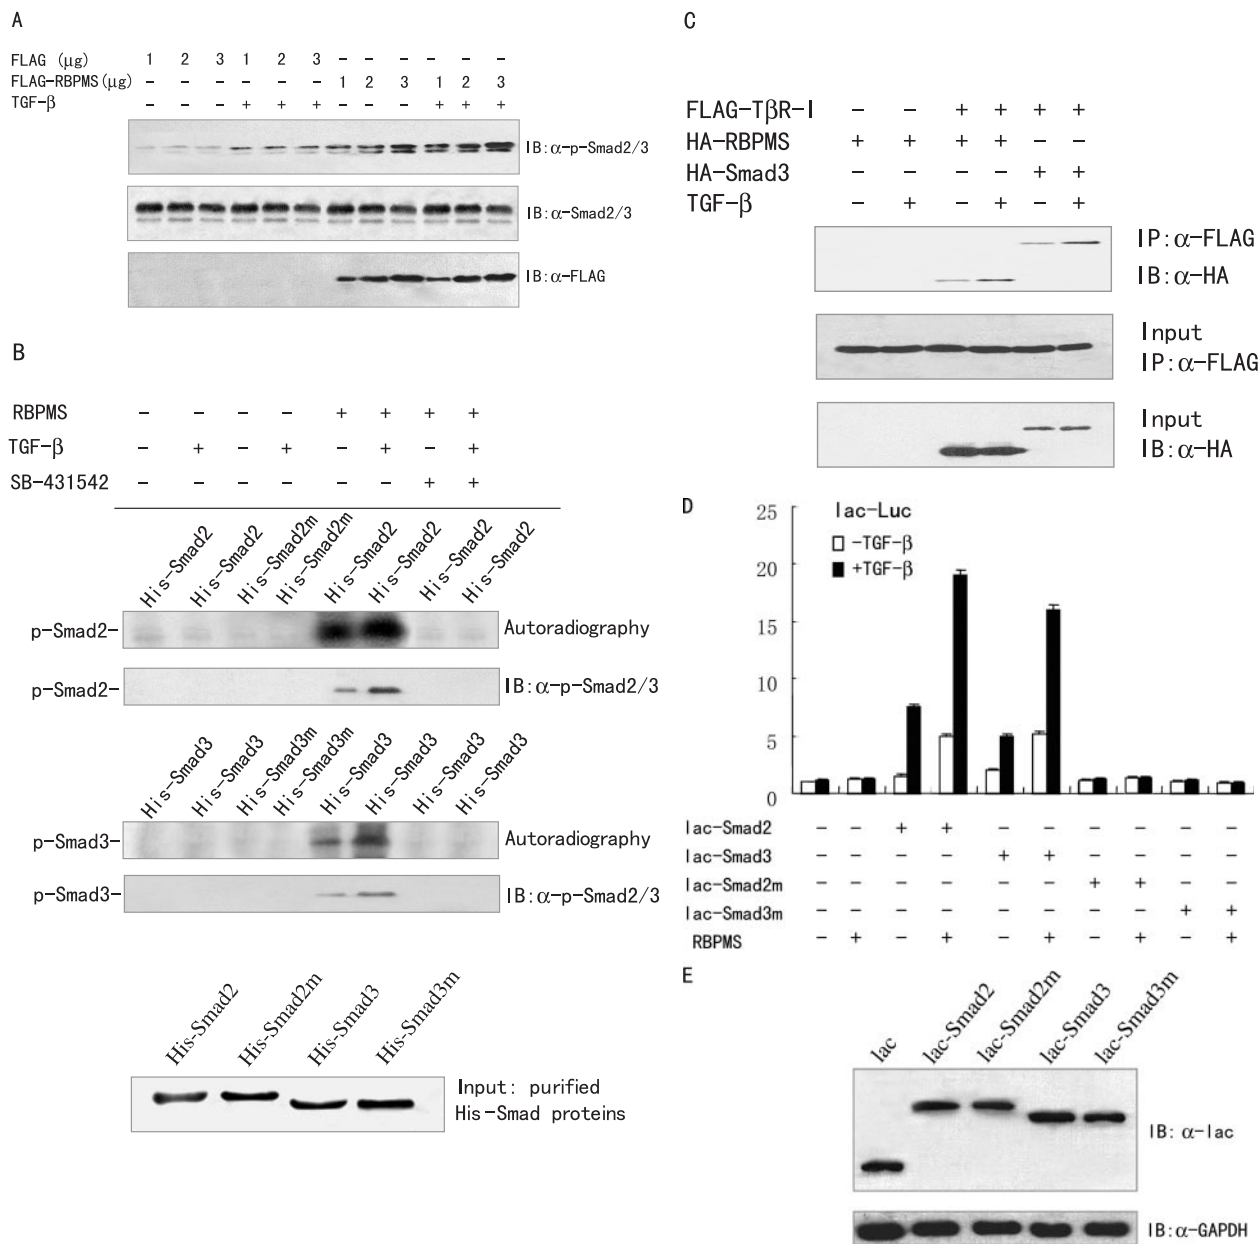 A
FLAG (μg) 1 2 3 1 2 3 - - - - - -
FLAG-RBPMS(μg) - - - - - - 1 2 3 1 2 3
TGF-β - - - + + + - - - + + +
IB:α-p-Smad2/3
IB:α-Smad2/3
IB:α-FLAG
B
RBPMS - - - - + + + +
TGF-β - + - + - + - +
SB-431542 - - - - - - + +
His-Smad2 His-Smad2 His-Smad2m His-Smad2m His-Smad2 His-Smad2 His-Smad2 His-Smad2
p-Smad2- Autoradiography
p-Smad2- IB:α-p-Smad2/3
His-Smad3 His-Smad3 His-Smad3m His-Smad3m His-Smad3 His-Smad3 His-Smad3 His-Smad3
p-Smad3- Autoradiography
p-Smad3- IB:α-p-Smad2/3
His-Smad2 His-Smad2m His-Smad3 His-Smad3m
Input: purified
His-Smad proteins
C
FLAG-TβR-I - - + + + +
HA-RBPMS + + + + - -
HA-Smad3 - - - - + +
TGF-β - + - + - +
IP:α-FLAG
IB:α-HA
Input
IP:α-FLAG
Input
IB:α-HA
D
lac-Luc
-TGF-β
+TGF-β
25
20
15
10
5
0
lac-Smad2 - - + + - - - - - -
lac-Smad3 - - - - + + - - - -
lac-Smad2m - - - - - - + + - -
lac-Smad3m - - - - - - - - + +
RBPMS - + - + - + - + - +
E
lac lac-Smad2 lac-Smad2m lac-Smad3 lac-Smad3m
IB: α-lac
IB:α-GAPDH